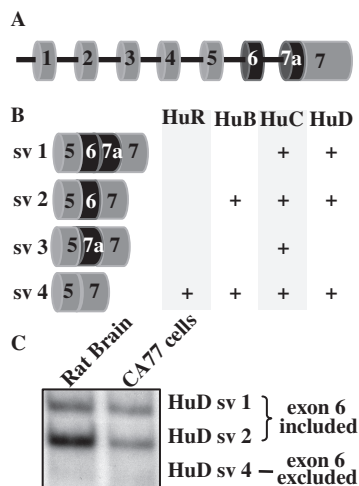 A
1 2 3 4 5 6 7a 7
B HuR HuB HuC HuD
sv 1 5 6 7a 7 + +
sv 2 5 6 7 + + +
sv 3 5 7a 7 +
sv 4 5 7 + + + +
C Rat Brain CA77 cells
HuD sv 1
HuD sv 2
exon 6
included
HuD sv 4
exon 6
excluded